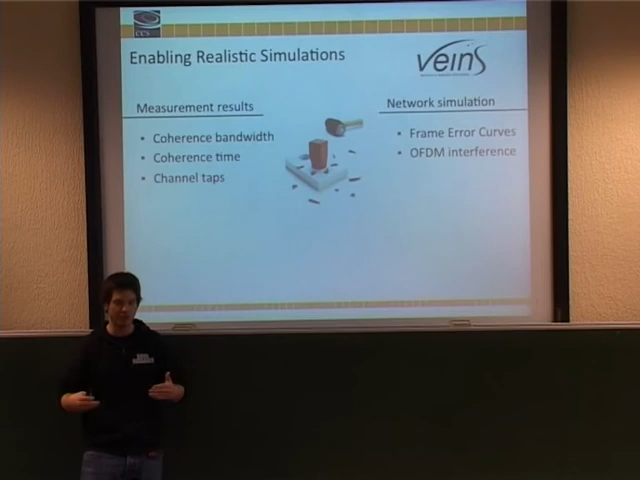 CCS
Enabling Realistic Simulations
veins
Measurement results
• Coherence bandwidth
• Coherence time
• Channel taps
Network simulation
• Frame Error Curves
• OFDM interference